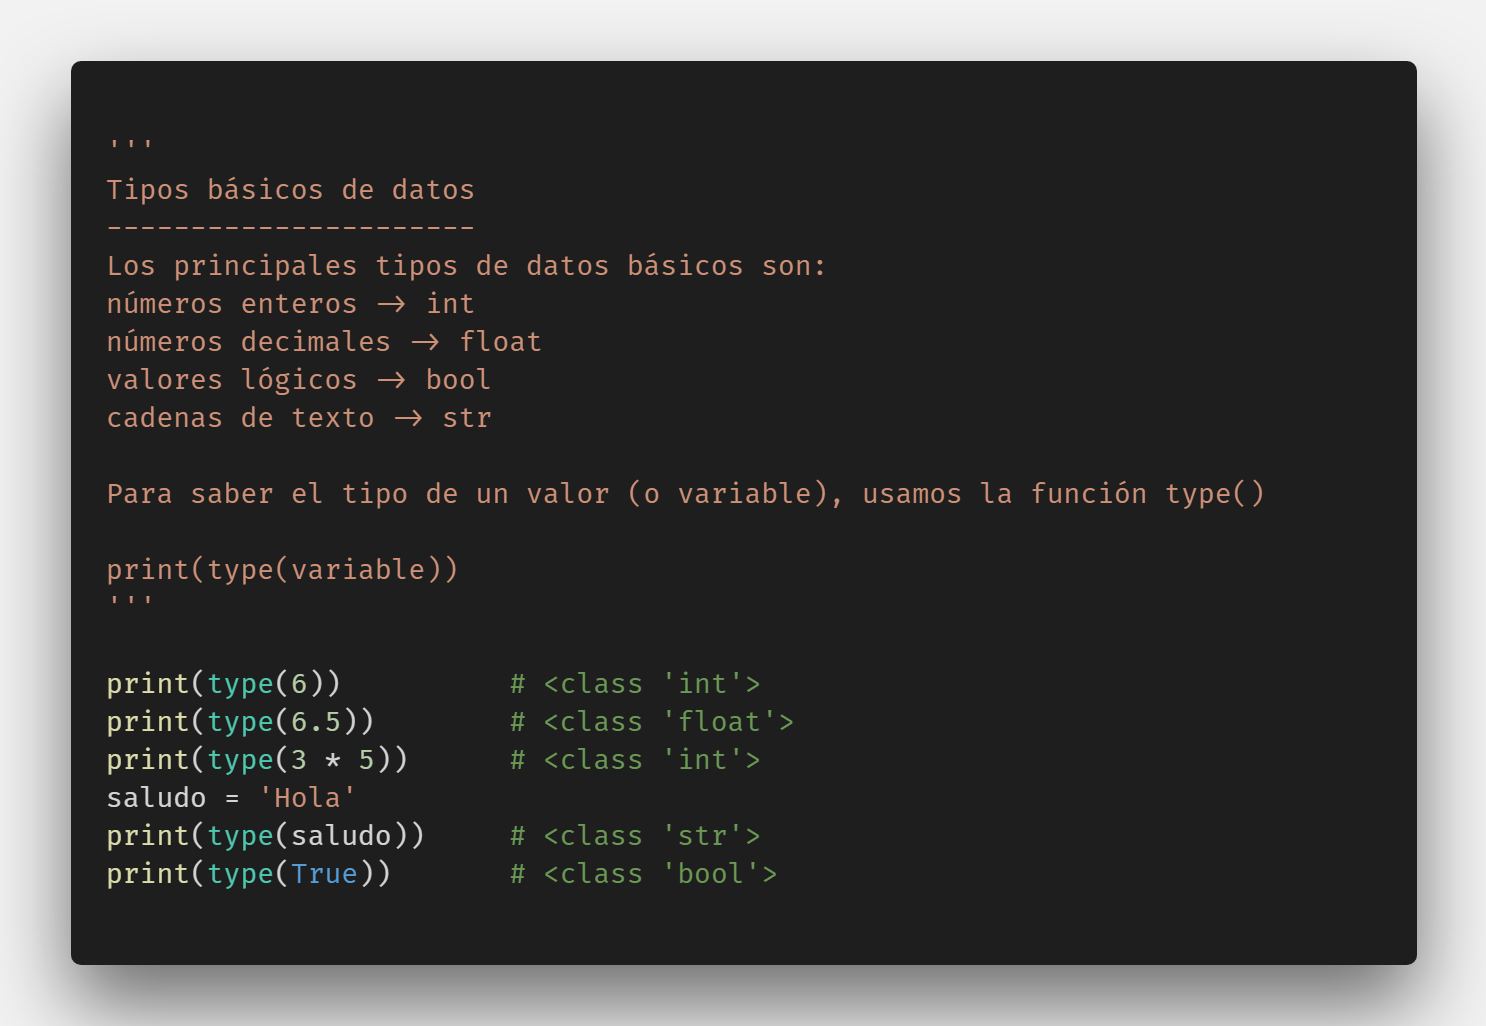 '''
Tipos básicos de datos
----------------------
Los principales tipos de datos básicos son:
números enteros -> int
números decimales -> float
valores lógicos -> bool
cadenas de texto -> str

Para saber el tipo de un valor (o variable), usamos la función type()

print(type(variable))
'''

print(type(6))          # <class 'int'>
print(type(6.5))        # <class 'float'>
print(type(3 * 5))      # <class 'int'>
saludo = 'Hola'
print(type(saludo))     # <class 'str'>
print(type(True))       # <class 'bool'>